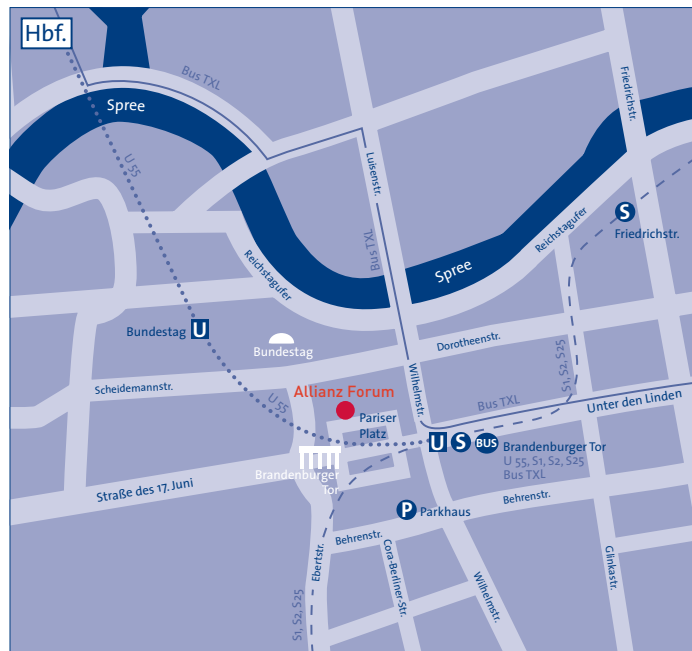 Hbf.
Bus TXL
Spree
Friedrichstr.
U 55
Luisenstr.
Bus TXL
Reichstagufer
S
Friedrichstr.
Reichstagufer
Spree
Bundestag U
Bundestag
Dorotheenstr.
S1, S2, S25
Scheidemannstr.
Wilhelmstr.
Allianz Forum
U 55
Pariser
Platz
Bus TXL
Unter den Linden
U S BUS Brandenburger Tor
U 55, S1, S2, S25
Bus TXL
Brandenburger
Tor
Straße des 17. Juni
P Parkhaus
Behrenstr.
Behrenstr.
Ebertstr.
Cora-Berliner-Str.
Wilhelmstr.
Glinkastr.
S1, S2, S25